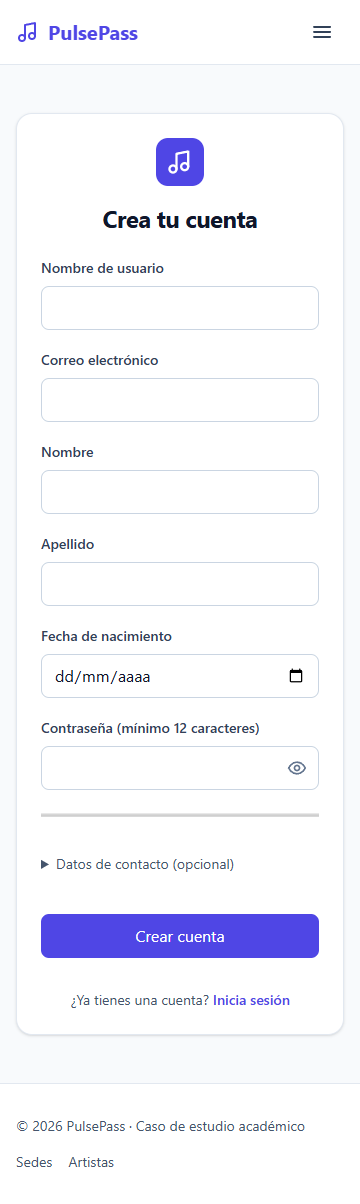 PulsePass
Crea tu cuenta
Nombre de usuario
Correo electrónico
Nombre
Apellido
Fecha de nacimiento
dd/mm/aaaa
Contraseña (mínimo 12 caracteres)
Datos de contacto (opcional)
Crear cuenta
¿Ya tienes una cuenta? Inicia sesión
© 2026 PulsePass · Caso de estudio académico
Sedes Artistas